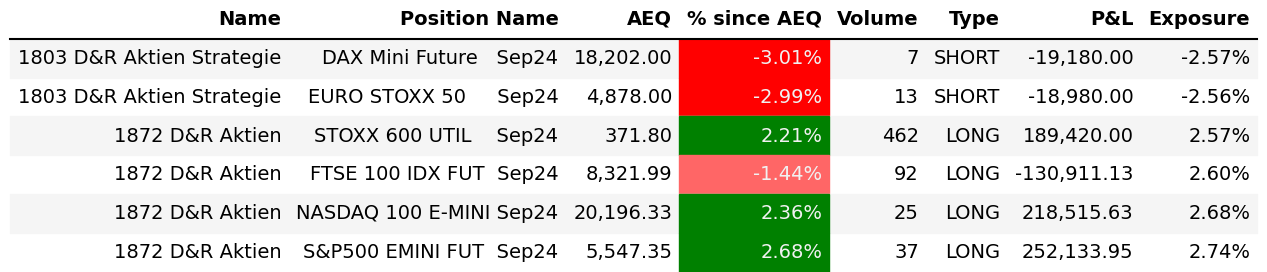 Name Position Name AEQ % since AEQ Volume Type P&L Exposure
1803 D&R Aktien Strategie DAX Mini Future Sep24 18,202.00 -3.01% 7 SHORT -19,180.00 -2.57%
1803 D&R Aktien Strategie EURO STOXX 50 Sep24 4,878.00 -2.99% 13 SHORT -18,980.00 -2.56%
1872 D&R Aktien STOXX 600 UTIL Sep24 371.80 2.21% 462 LONG 189,420.00 2.57%
1872 D&R Aktien FTSE 100 IDX FUT Sep24 8,321.99 -1.44% 92 LONG -130,911.13 2.60%
1872 D&R Aktien NASDAQ 100 E-MINI Sep24 20,196.33 2.36% 25 LONG 218,515.63 2.68%
1872 D&R Aktien S&P500 EMINI FUT Sep24 5,547.35 2.68% 37 LONG 252,133.95 2.74%